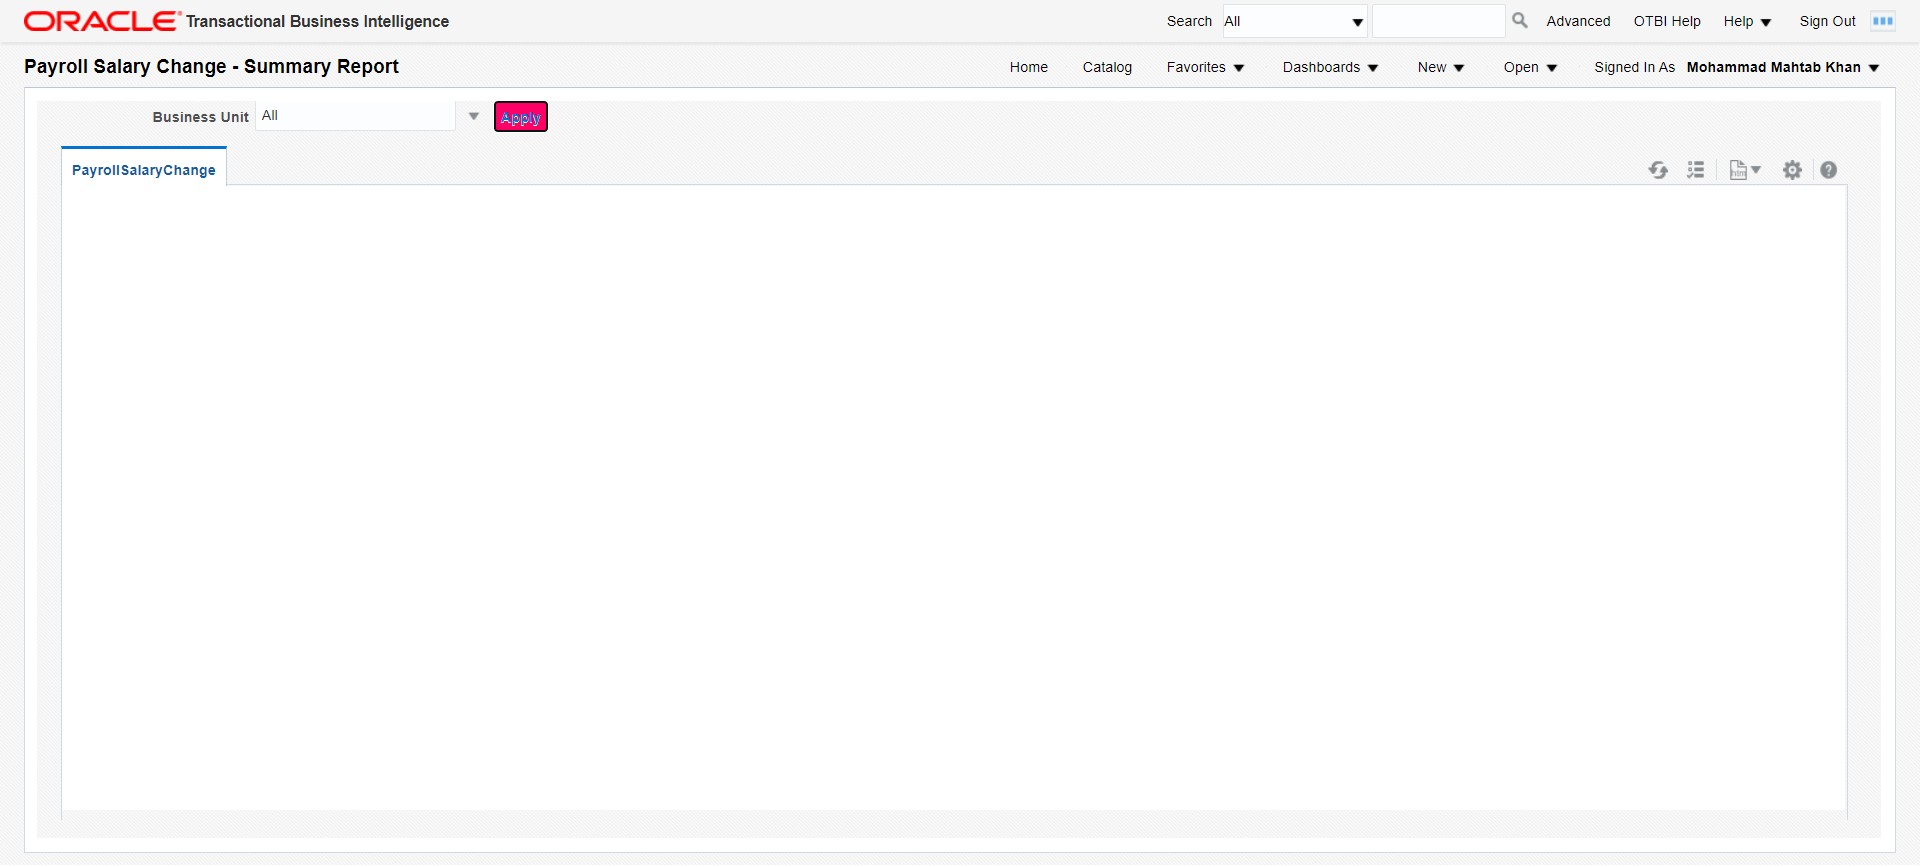 ORACLE Transactional Business Intelligence
Search All Advanced OTBI Help Help Sign Out
Payroll Salary Change - Summary Report
Home Catalog Favorites Dashboards New Open Signed In As Mohammad Mahtab Khan
Business Unit All Apply
PayrollSalaryChange